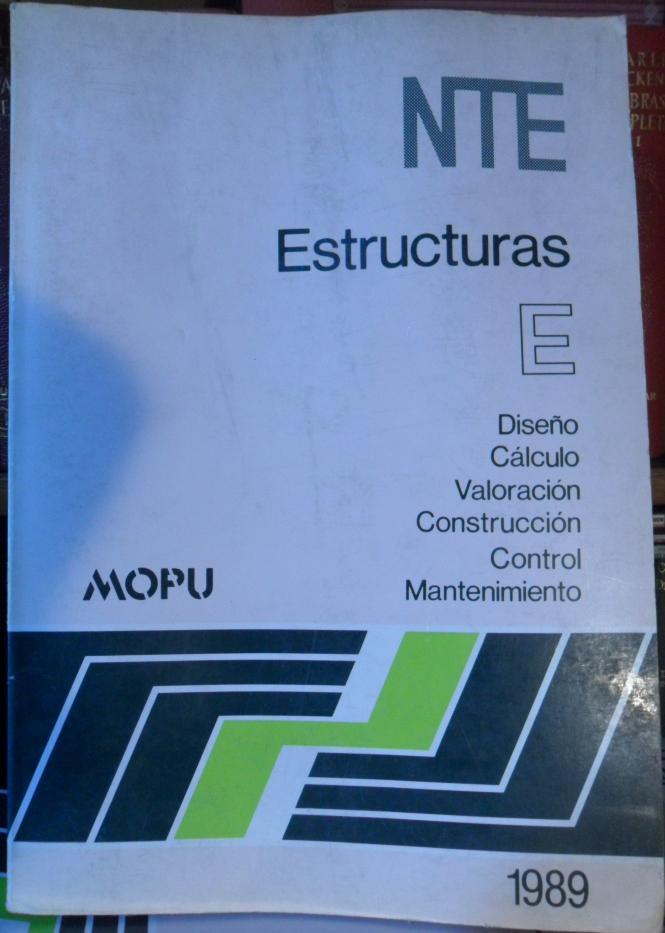 NTE
Estructuras
E
Diseño
Cálculo
Valoración
Construcción
Control
Mantenimiento
MOPU
1989